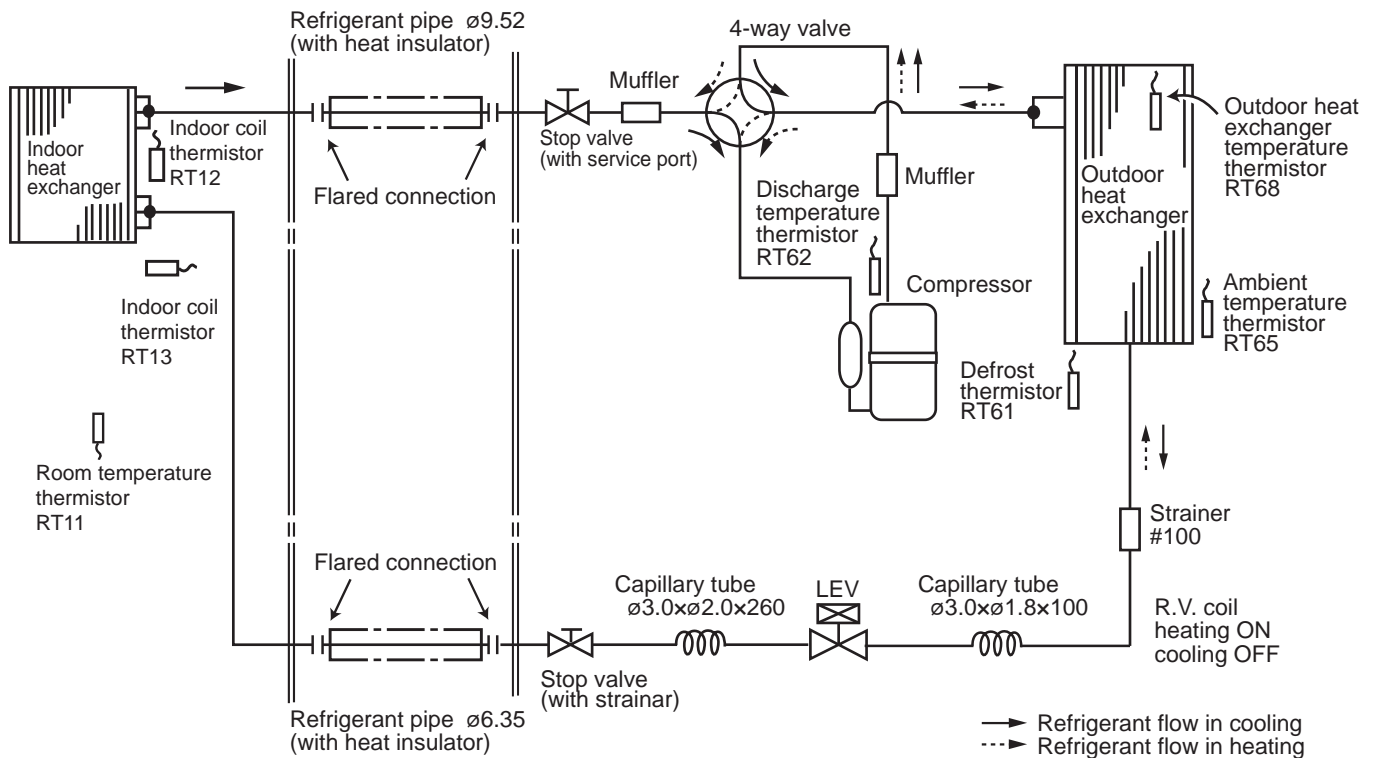 Refrigerant pipe ø9.52
(with heat insulator)
4-way valve
Muffler
Stop valve
(with service port)
Indoor
heat
exchanger
Indoor coil
thermistor
RT12
Flared connection
Muffler
Discharge
temperature
thermistor
RT62
Compressor
Outdoor
heat
exchanger
Outdoor heat
exchanger
temperature
thermistor
RT68
Ambient
temperature
thermistor
RT65
Defrost
thermistor
RT61
Indoor coil
thermistor
RT13
Room temperature
thermistor
RT11
Strainer
#100
Flared connection
Capillary tube
ø3.0×ø2.0×260
LEV
Capillary tube
ø3.0×ø1.8×100
R.V. coil
heating ON
cooling OFF
Stop valve
(with strainar)
Refrigerant pipe ø6.35
(with heat insulator)
Refrigerant flow in cooling
Refrigerant flow in heating